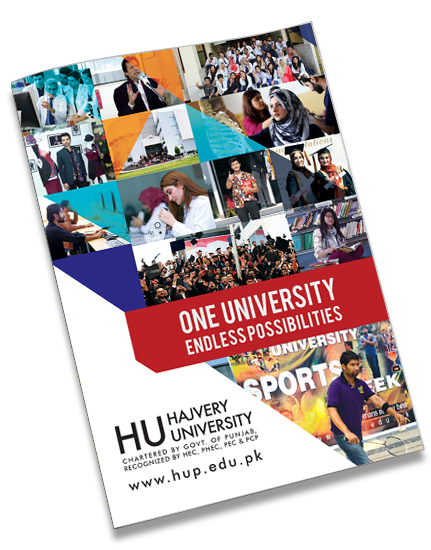 ONE UNIVERSITY
ENDLESS POSSIBILITIES
UNIVERSITY
SPORTS WEEK
HU HAJVERY
UNIVERSITY
CHARTERED BY GOVT. OF PUNJAB,
RECOGNIZED BY HEC, PHEC, PEC & PCP
www.hup.edu.pk